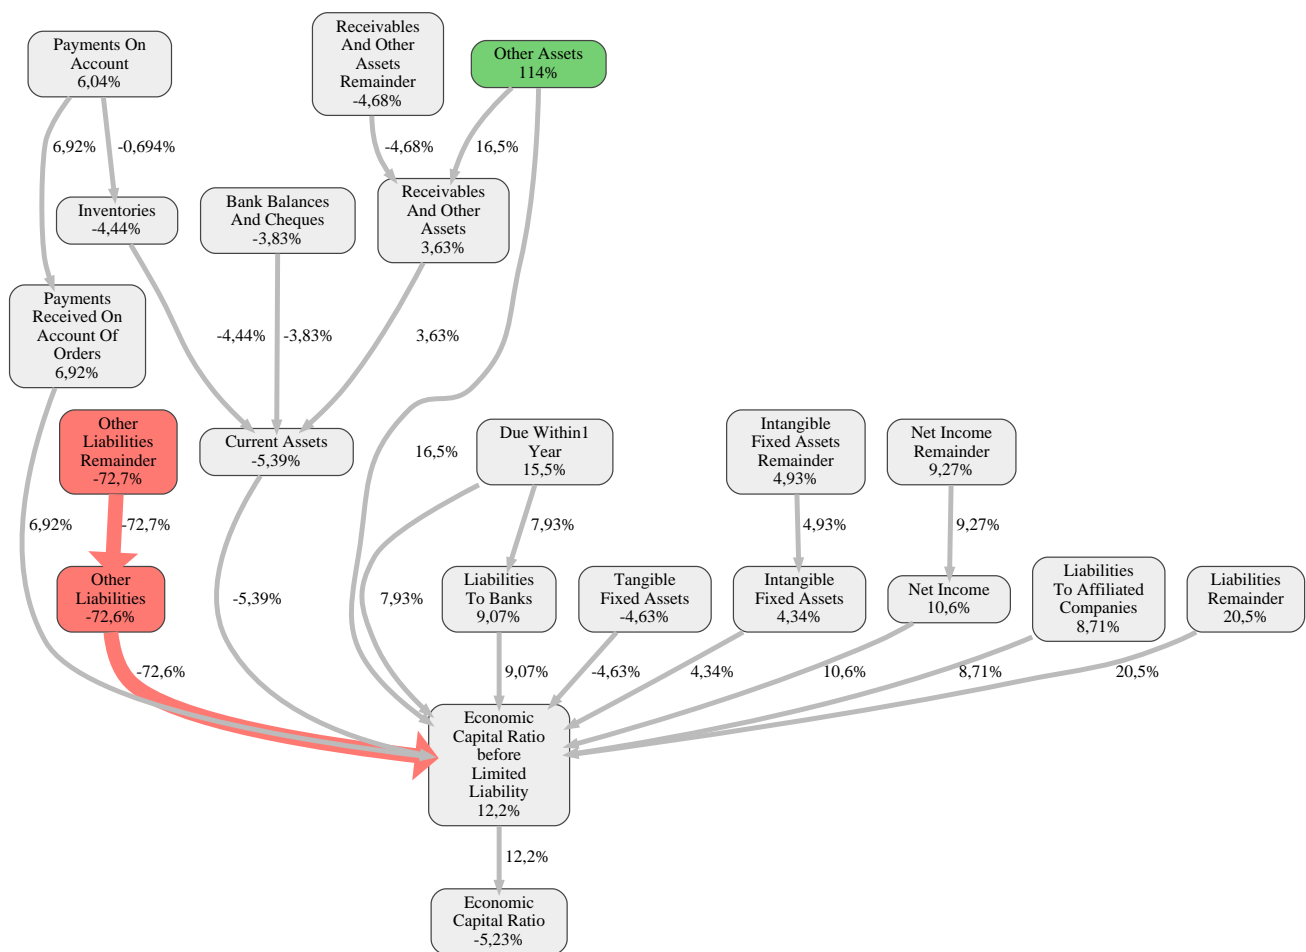 Payments On
Account
6,04%
Receivables
And Other
Assets
Remainder
-4,68%
Other Assets
114%
6,92%
-0,694%
-4,68%
16,5%
Inventories
-4,44%
Bank Balances
And Cheques
-3,83%
Receivables
And Other
Assets
3,63%
Payments
Received On
Account Of
Orders
6,92%
-4,44%
-3,83%
3,63%
Other
Liabilities
Remainder
-72,7%
Current Assets
-5,39%
16,5%
Due Within1
Year
15,5%
Intangible
Fixed Assets
Remainder
4,93%
Net Income
Remainder
9,27%
6,92%
-72,7%
7,93%
4,93%
9,27%
Other
Liabilities
-72,6%
-5,39%
7,93%
Liabilities
To Banks
9,07%
Tangible
Fixed Assets
-4,63%
Intangible
Fixed Assets
4,34%
Net Income
10,6%
Liabilities
To Affiliated
Companies
8,71%
Liabilities
Remainder
20,5%
-72,6%
9,07%
-4,63%
4,34%
10,6%
8,71%
20,5%
Economic
Capital Ratio
before
Limited
Liability
12,2%
12,2%
Economic
Capital Ratio
-5,23%